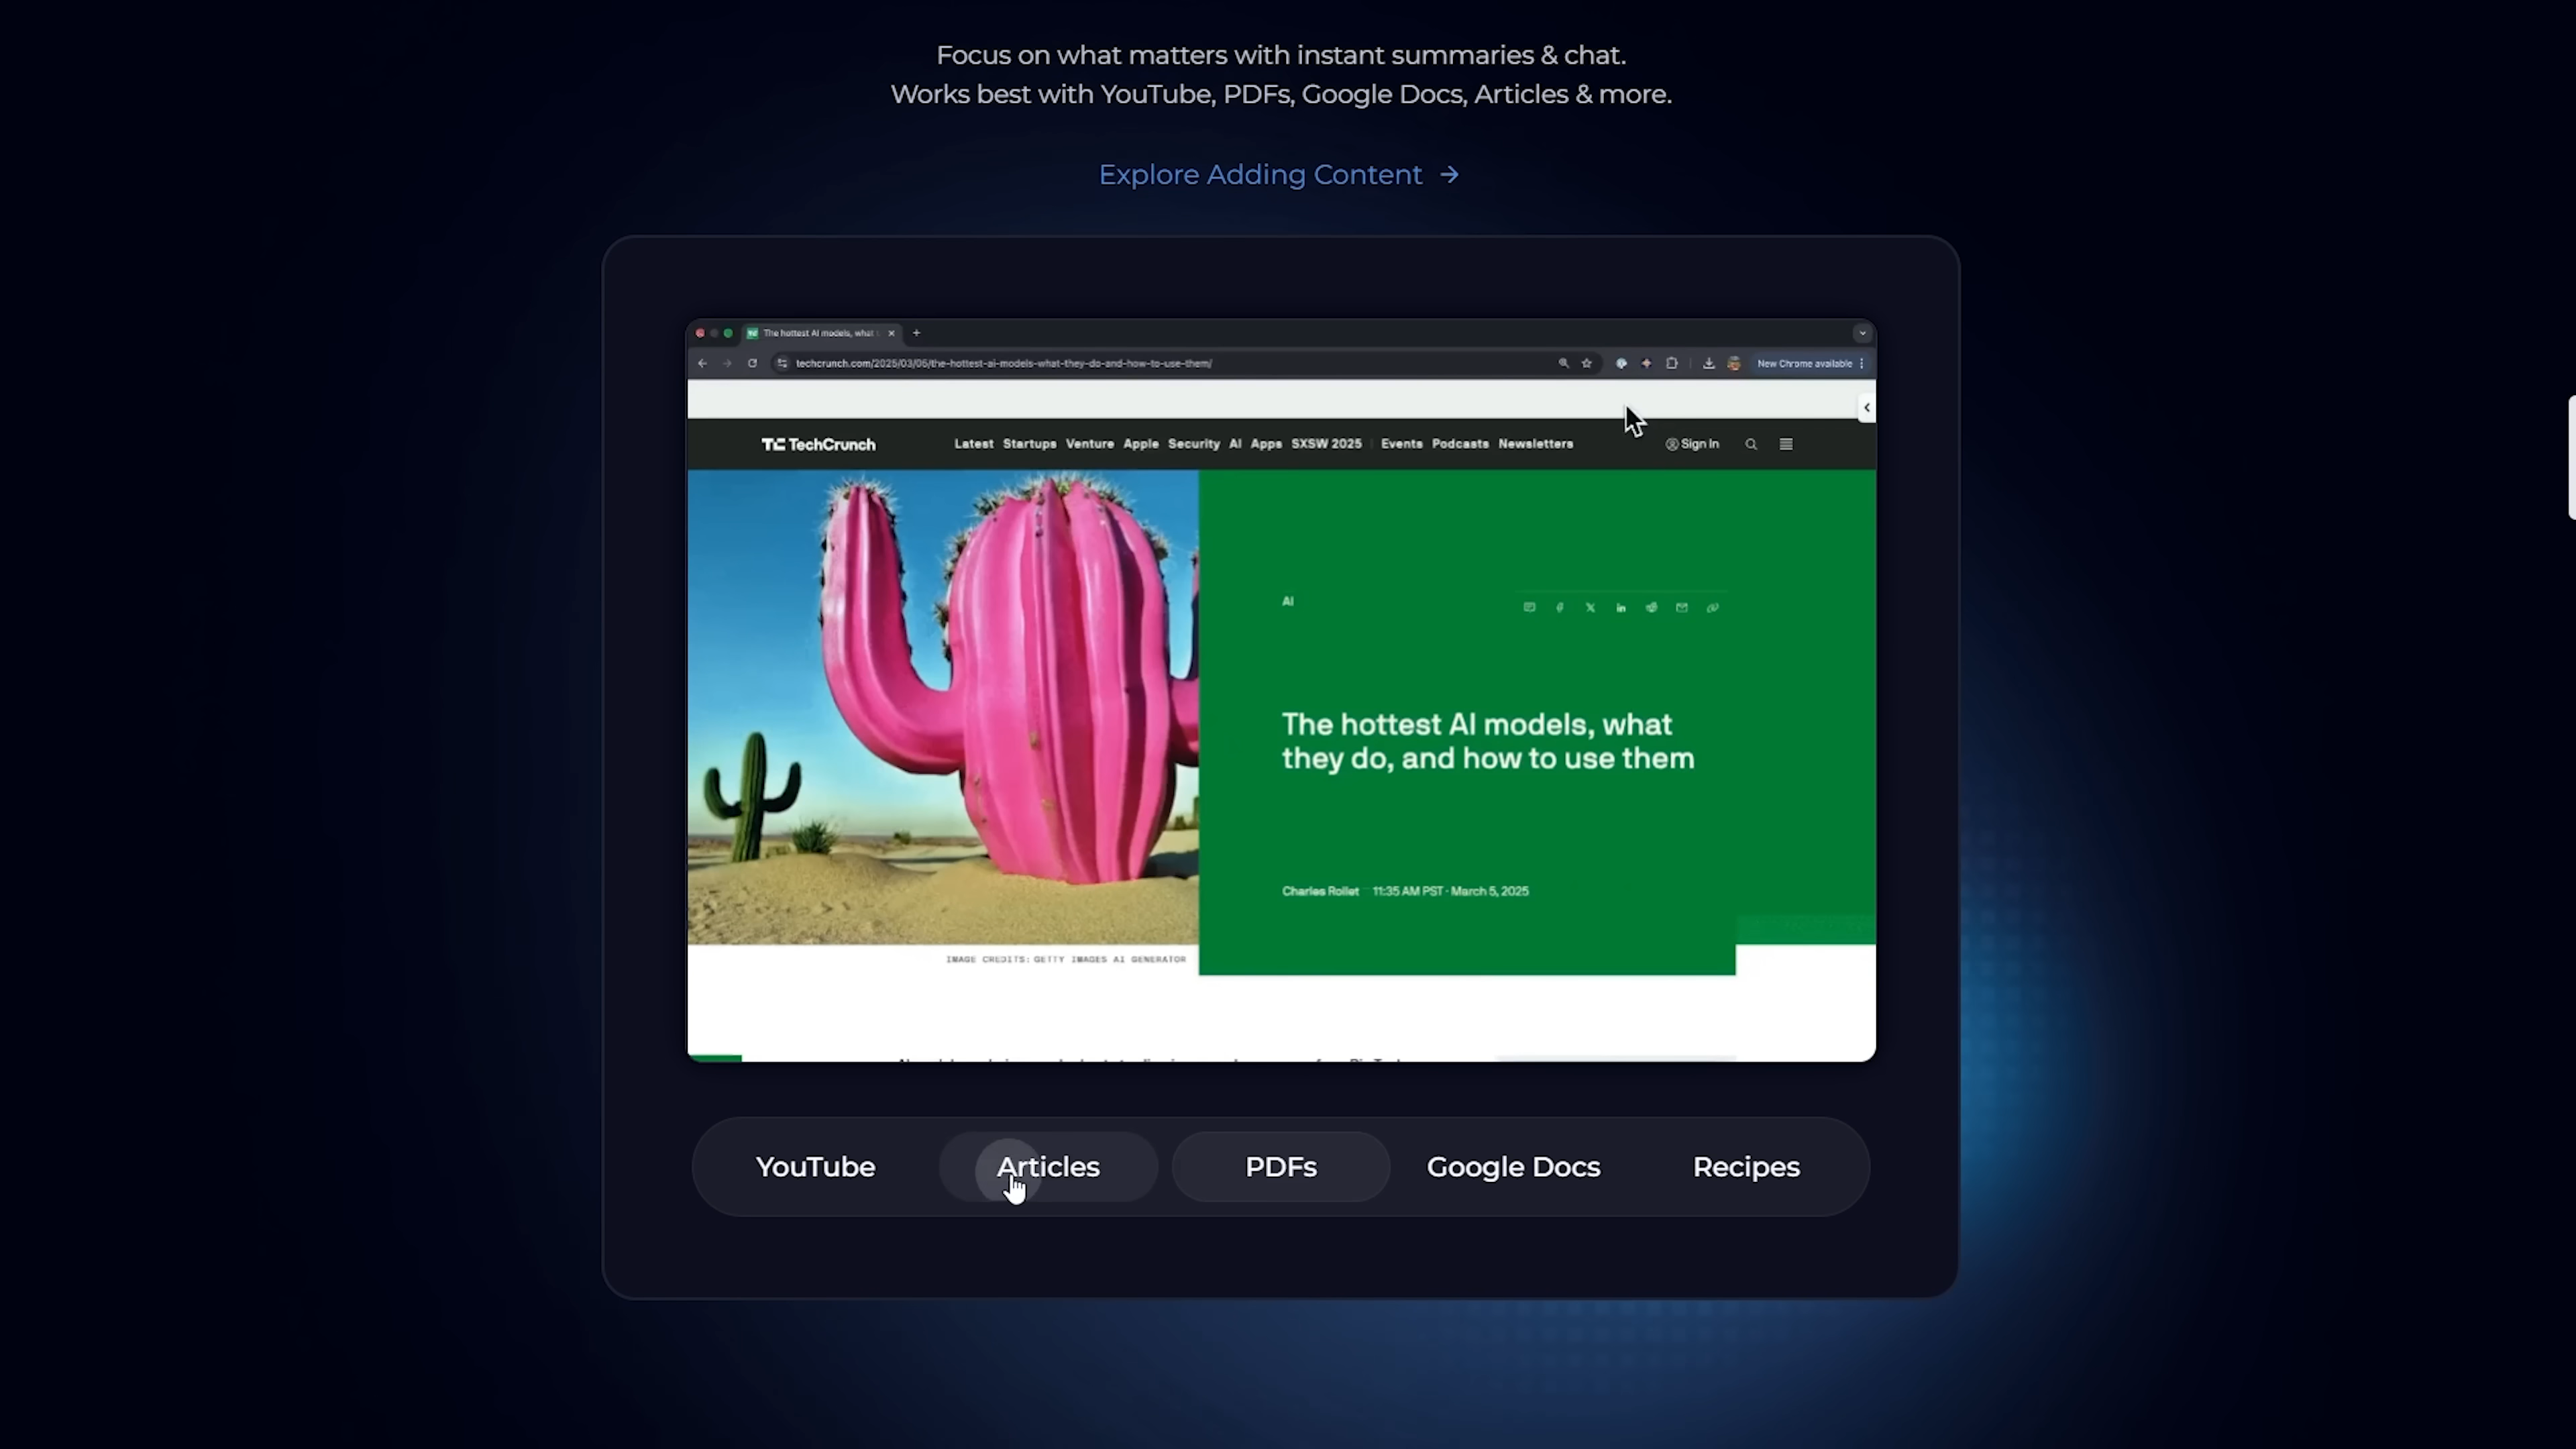 Focus on what matters with instant summaries & chat.
Works best with YouTube, PDFs, Google Docs, Articles & more.
Explore Adding Content →
The hottest AI models, what
techcrunch.com/2025/03/05/the-hottest-ai-models-what-they-do-and-how-to-use-them/
New Chrome available
TechCrunch Latest Startups Venture Apple Security AI Apps SXSW 2025 Events Podcasts Newsletters Sign In
AI
The hottest AI models, what
they do, and how to use them
Charles Rollet 11:35 AM PST · March 5, 2025
IMAGE CREDITS: GETTY IMAGES AI GENERATOR
YouTube Articles PDFs Google Docs Recipes